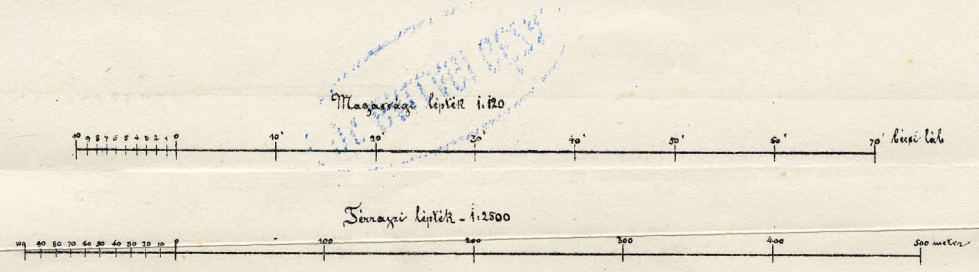 Magassági lépték 1:120
10 9 8 7 6 5 4 3 2 1 0 10' 20' 30' 40' 50' 60' 70' bécsi láb
Térrajzi lépték - 1:2500
100 90 80 70 60 50 40 30 20 10 0 100 200 300 400 500 meter